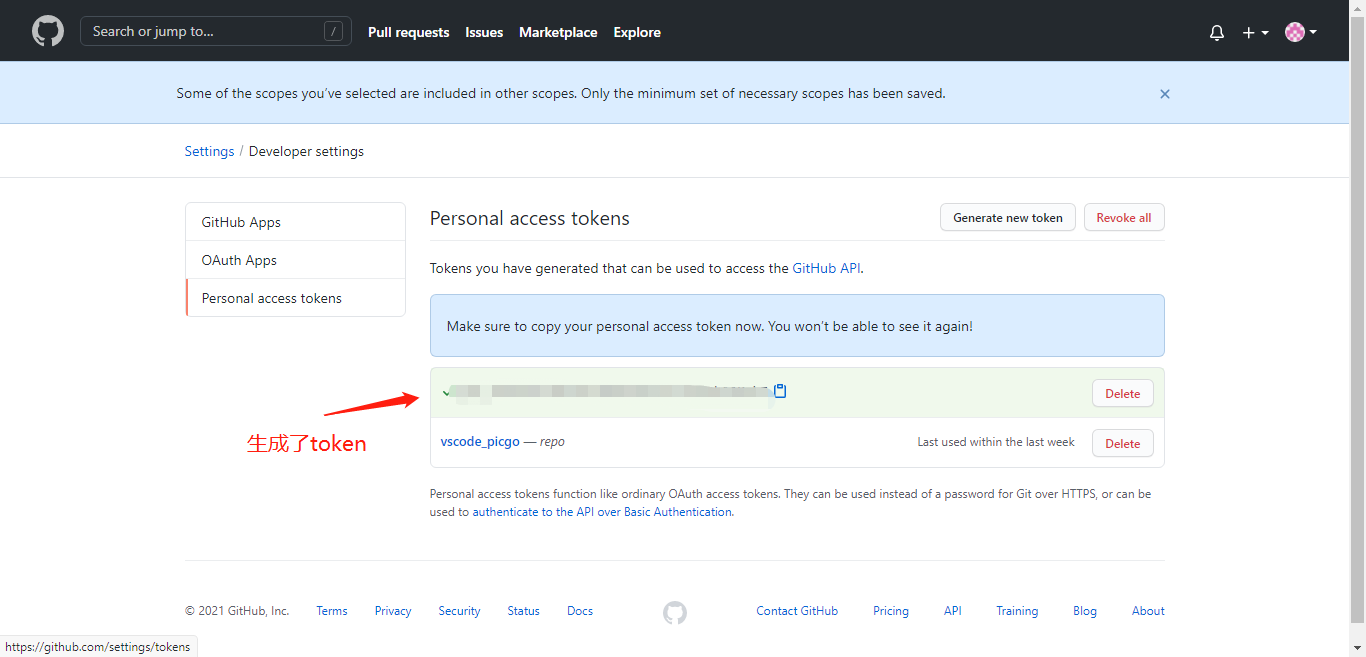 Search or jump to... /
Pull requests
Issues
Marketplace
Explore
Some of the scopes you've selected are included in other scopes. Only the minimum set of necessary scopes has been saved.
Settings / Developer settings
GitHub Apps
OAuth Apps
Personal access tokens
Personal access tokens
Generate new token
Revoke all
Tokens you have generated that can be used to access the GitHub API.
Make sure to copy your personal access token now. You won't be able to see it again!
Delete
生成了token
vscode_picgo — repo
Last used within the last week
Delete
Personal access tokens function like ordinary OAuth access tokens. They can be used instead of a password for Git over HTTPS, or can be
used to authenticate to the API over Basic Authentication.
© 2021 GitHub, Inc.
Terms
Privacy
Security
Status
Docs
Contact GitHub
Pricing
API
Training
Blog
About
https://github.com/settings/tokens